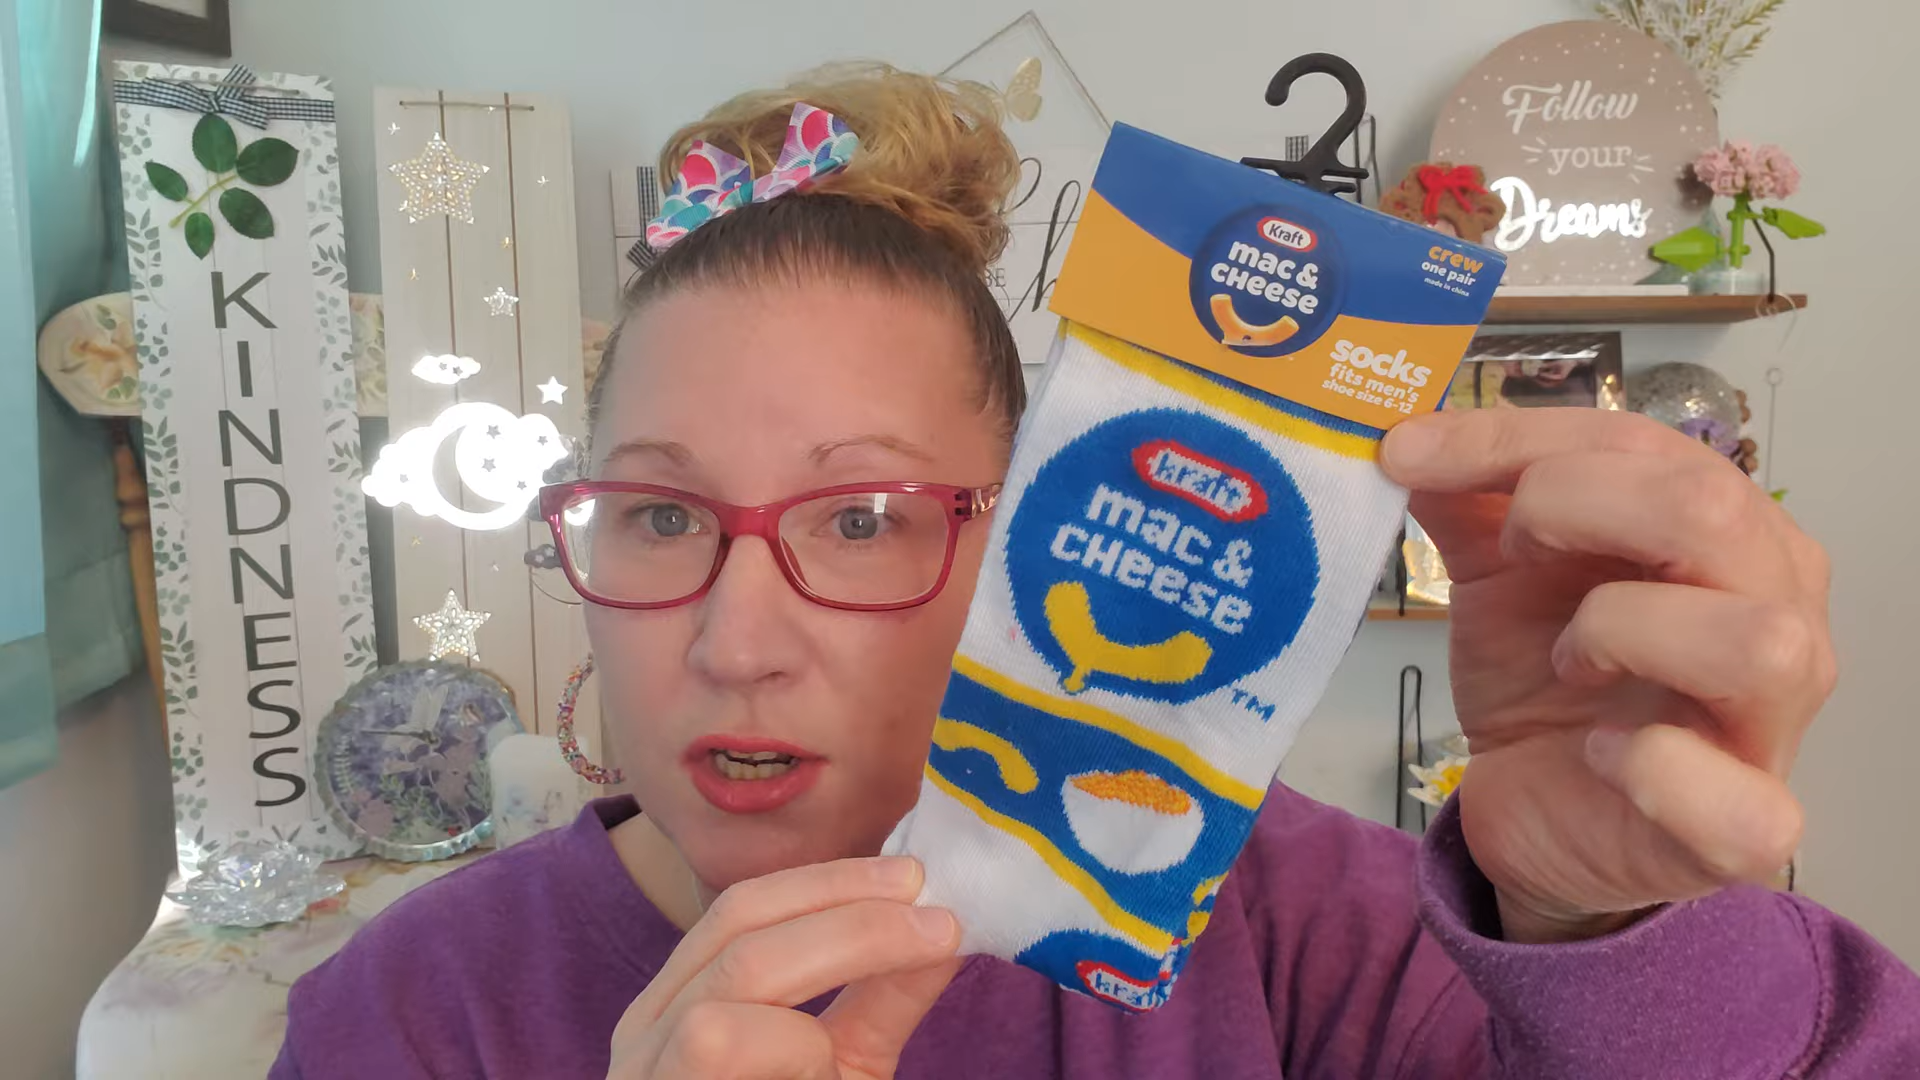 KINDNESS
Follow
your
Dreams
BE
Kraft
mac &
cheese
crew
one pair
made in china
socks
fits men's
shoe size 6-12
kraft
mac &
cheese
TM
kraft